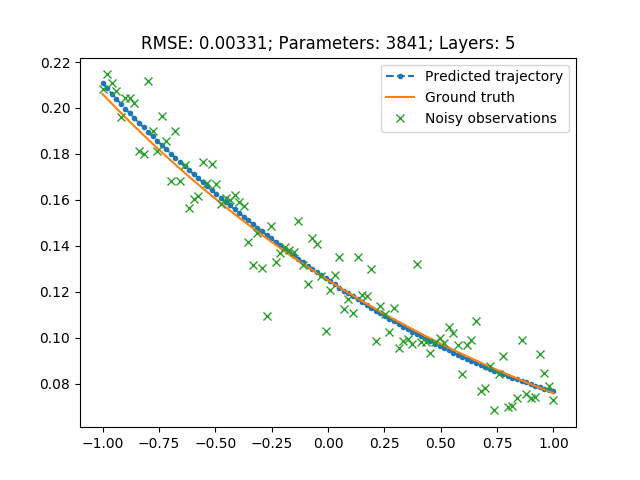 RMSE: 0.00331; Parameters: 3841; Layers: 5
Predicted trajectory
Ground truth
Noisy observations
0.22
0.20
0.18
0.16
0.14
0.12
0.10
0.08
−1.00 −0.75 −0.50 −0.25 0.00 0.25 0.50 0.75 1.00